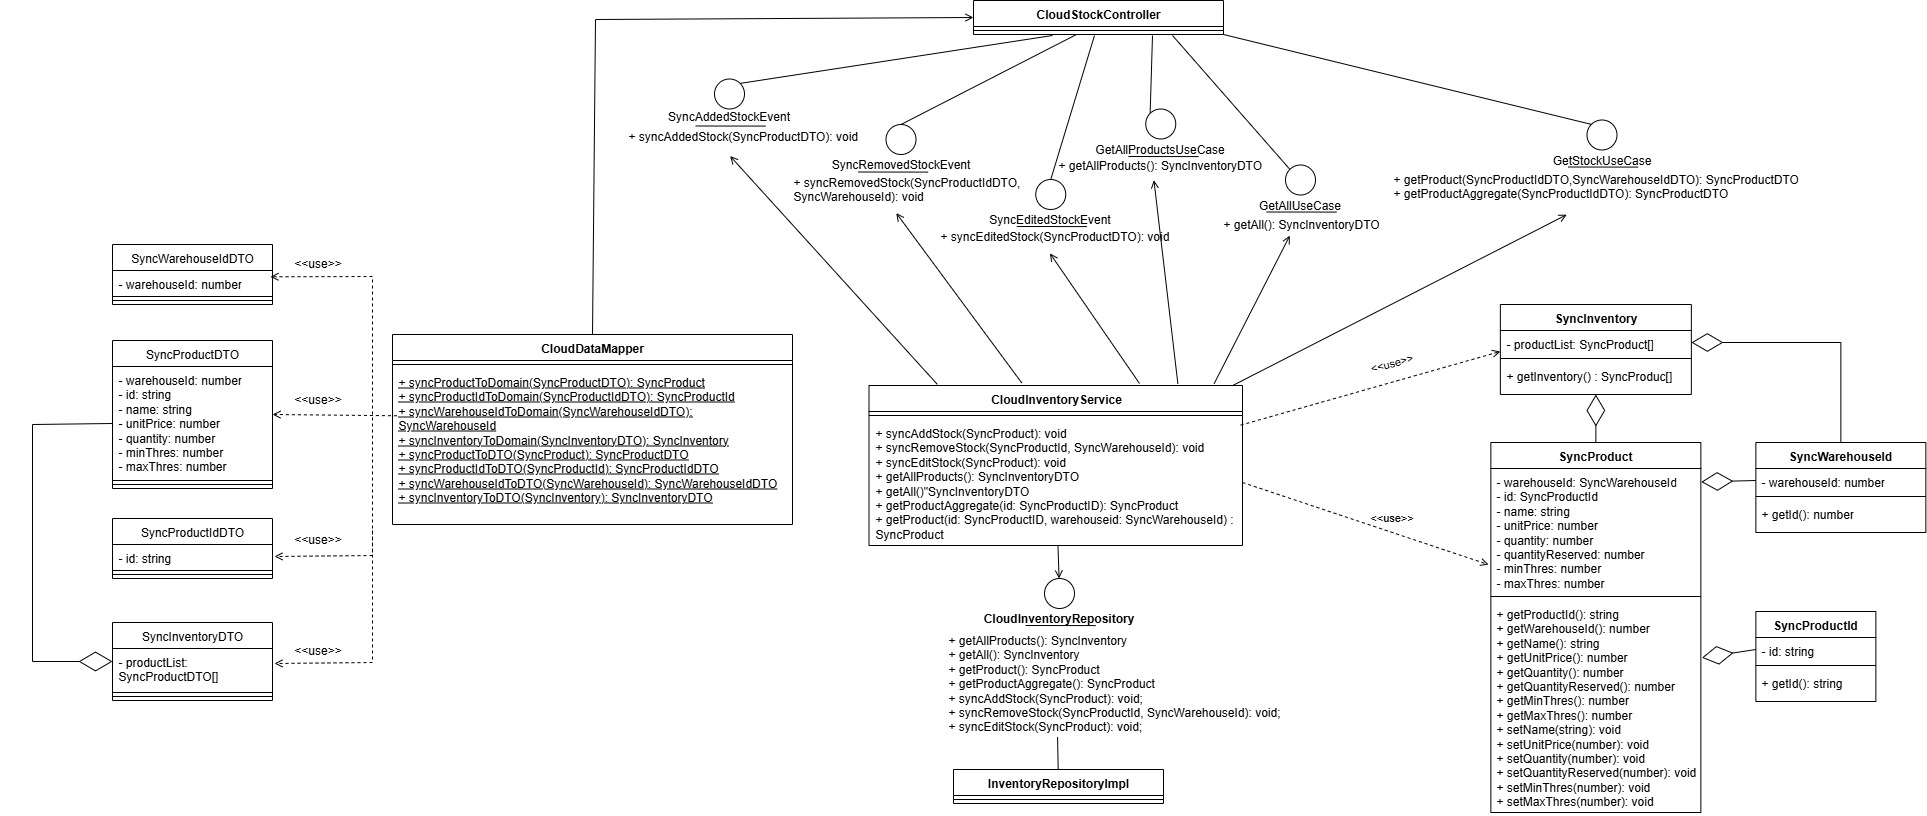 CloudStockController
SyncAddedStockEvent
+ syncAddedStock(SyncProductDTO): void
SyncRemovedStockEvent
+ syncRemovedStock(SyncProductIdDTO,
SyncWarehouseId): void
SyncEditedStockEvent
+ syncEditedStock(SyncProductDTO): void
GetAllProductsUseCase
+ getAllProducts(): SyncInventoryDTO
GetAllUseCase
+ getAll(): SyncInventoryDTO
GetStockUseCase
+ getProduct(SyncProductIdDTO,SyncWarehouseIdDTO): SyncProductDTO
+ getProductAggregate(SyncProductIdDTO): SyncProductDTO
SyncWarehouseIdDTO
- warehouseId: number
<<use>>
SyncProductDTO
- warehouseId: number
- id: string
- name: string
- unitPrice: number
- quantity: number
- minThres: number
- maxThres: number
<<use>>
SyncProductIdDTO
- id: string
<<use>>
SyncInventoryDTO
- productList:
SyncProductDTO[]
<<use>>
CloudDataMapper
+ syncProductToDomain(SyncProductDTO): SyncProduct
+ syncProductIdToDomain(SyncProductIdDTO): SyncProductId
+ syncWarehouseIdToDomain(SyncWarehouseIdDTO):
SyncWarehouseId
+ syncInventoryToDomain(SyncInventoryDTO): SyncInventory
+ syncProductToDTO(SyncProduct): SyncProductDTO
+ syncProductIdToDTO(SyncProductId): SyncProductIdDTO
+ syncWarehouseIdToDTO(SyncWarehouseId): SyncWarehouseIdDTO
+ syncInventoryToDTO(SyncInventory): SyncInventoryDTO
CloudInventoryService
+ syncAddStock(SyncProduct): void
+ syncRemoveStock(SyncProductId, SyncWarehouseId): void
+ syncEditStock(SyncProduct): void
+ getAllProducts(): SyncInventoryDTO
+ getAll()"SyncInventoryDTO
+ getProductAggregate(id: SyncProductID): SyncProduct
+ getProduct(id: SyncProductID, warehouseid: SyncWarehouseId) :
SyncProduct
<<use>>
<<use>>
CloudInventoryRepository
+ getAllProducts(): SyncInventory
+ getAll(): SyncInventory
+ getProduct(): SyncProduct
+ getProductAggregate(): SyncProduct
+ syncAddStock(SyncProduct): void;
+ syncRemoveStock(SyncProductId, SyncWarehouseId): void;
+ syncEditStock(SyncProduct): void;
InventoryRepositoryImpl
SyncInventory
- productList: SyncProduct[]
+ getInventory() : SyncProduc[]
SyncProduct
- warehouseId: SyncWarehouseId
- id: SyncProductId
- name: string
- unitPrice: number
- quantity: number
- quantityReserved: number
- minThres: number
- maxThres: number
+ getProductId(): string
+ getWarehouseId(): number
+ getName(): string
+ getUnitPrice(): number
+ getQuantity(): number
+ getQuantityReserved(): number
+ getMinThres(): number
+ getMaxThres(): number
+ setName(string): void
+ setUnitPrice(number): void
+ setQuantity(number): void
+ setQuantityReserved(number): void
+ setMinThres(number): void
+ setMaxThres(number): void
SyncWarehouseId
- warehouseId: number
+ getId(): number
SyncProductId
- id: string
+ getId(): string